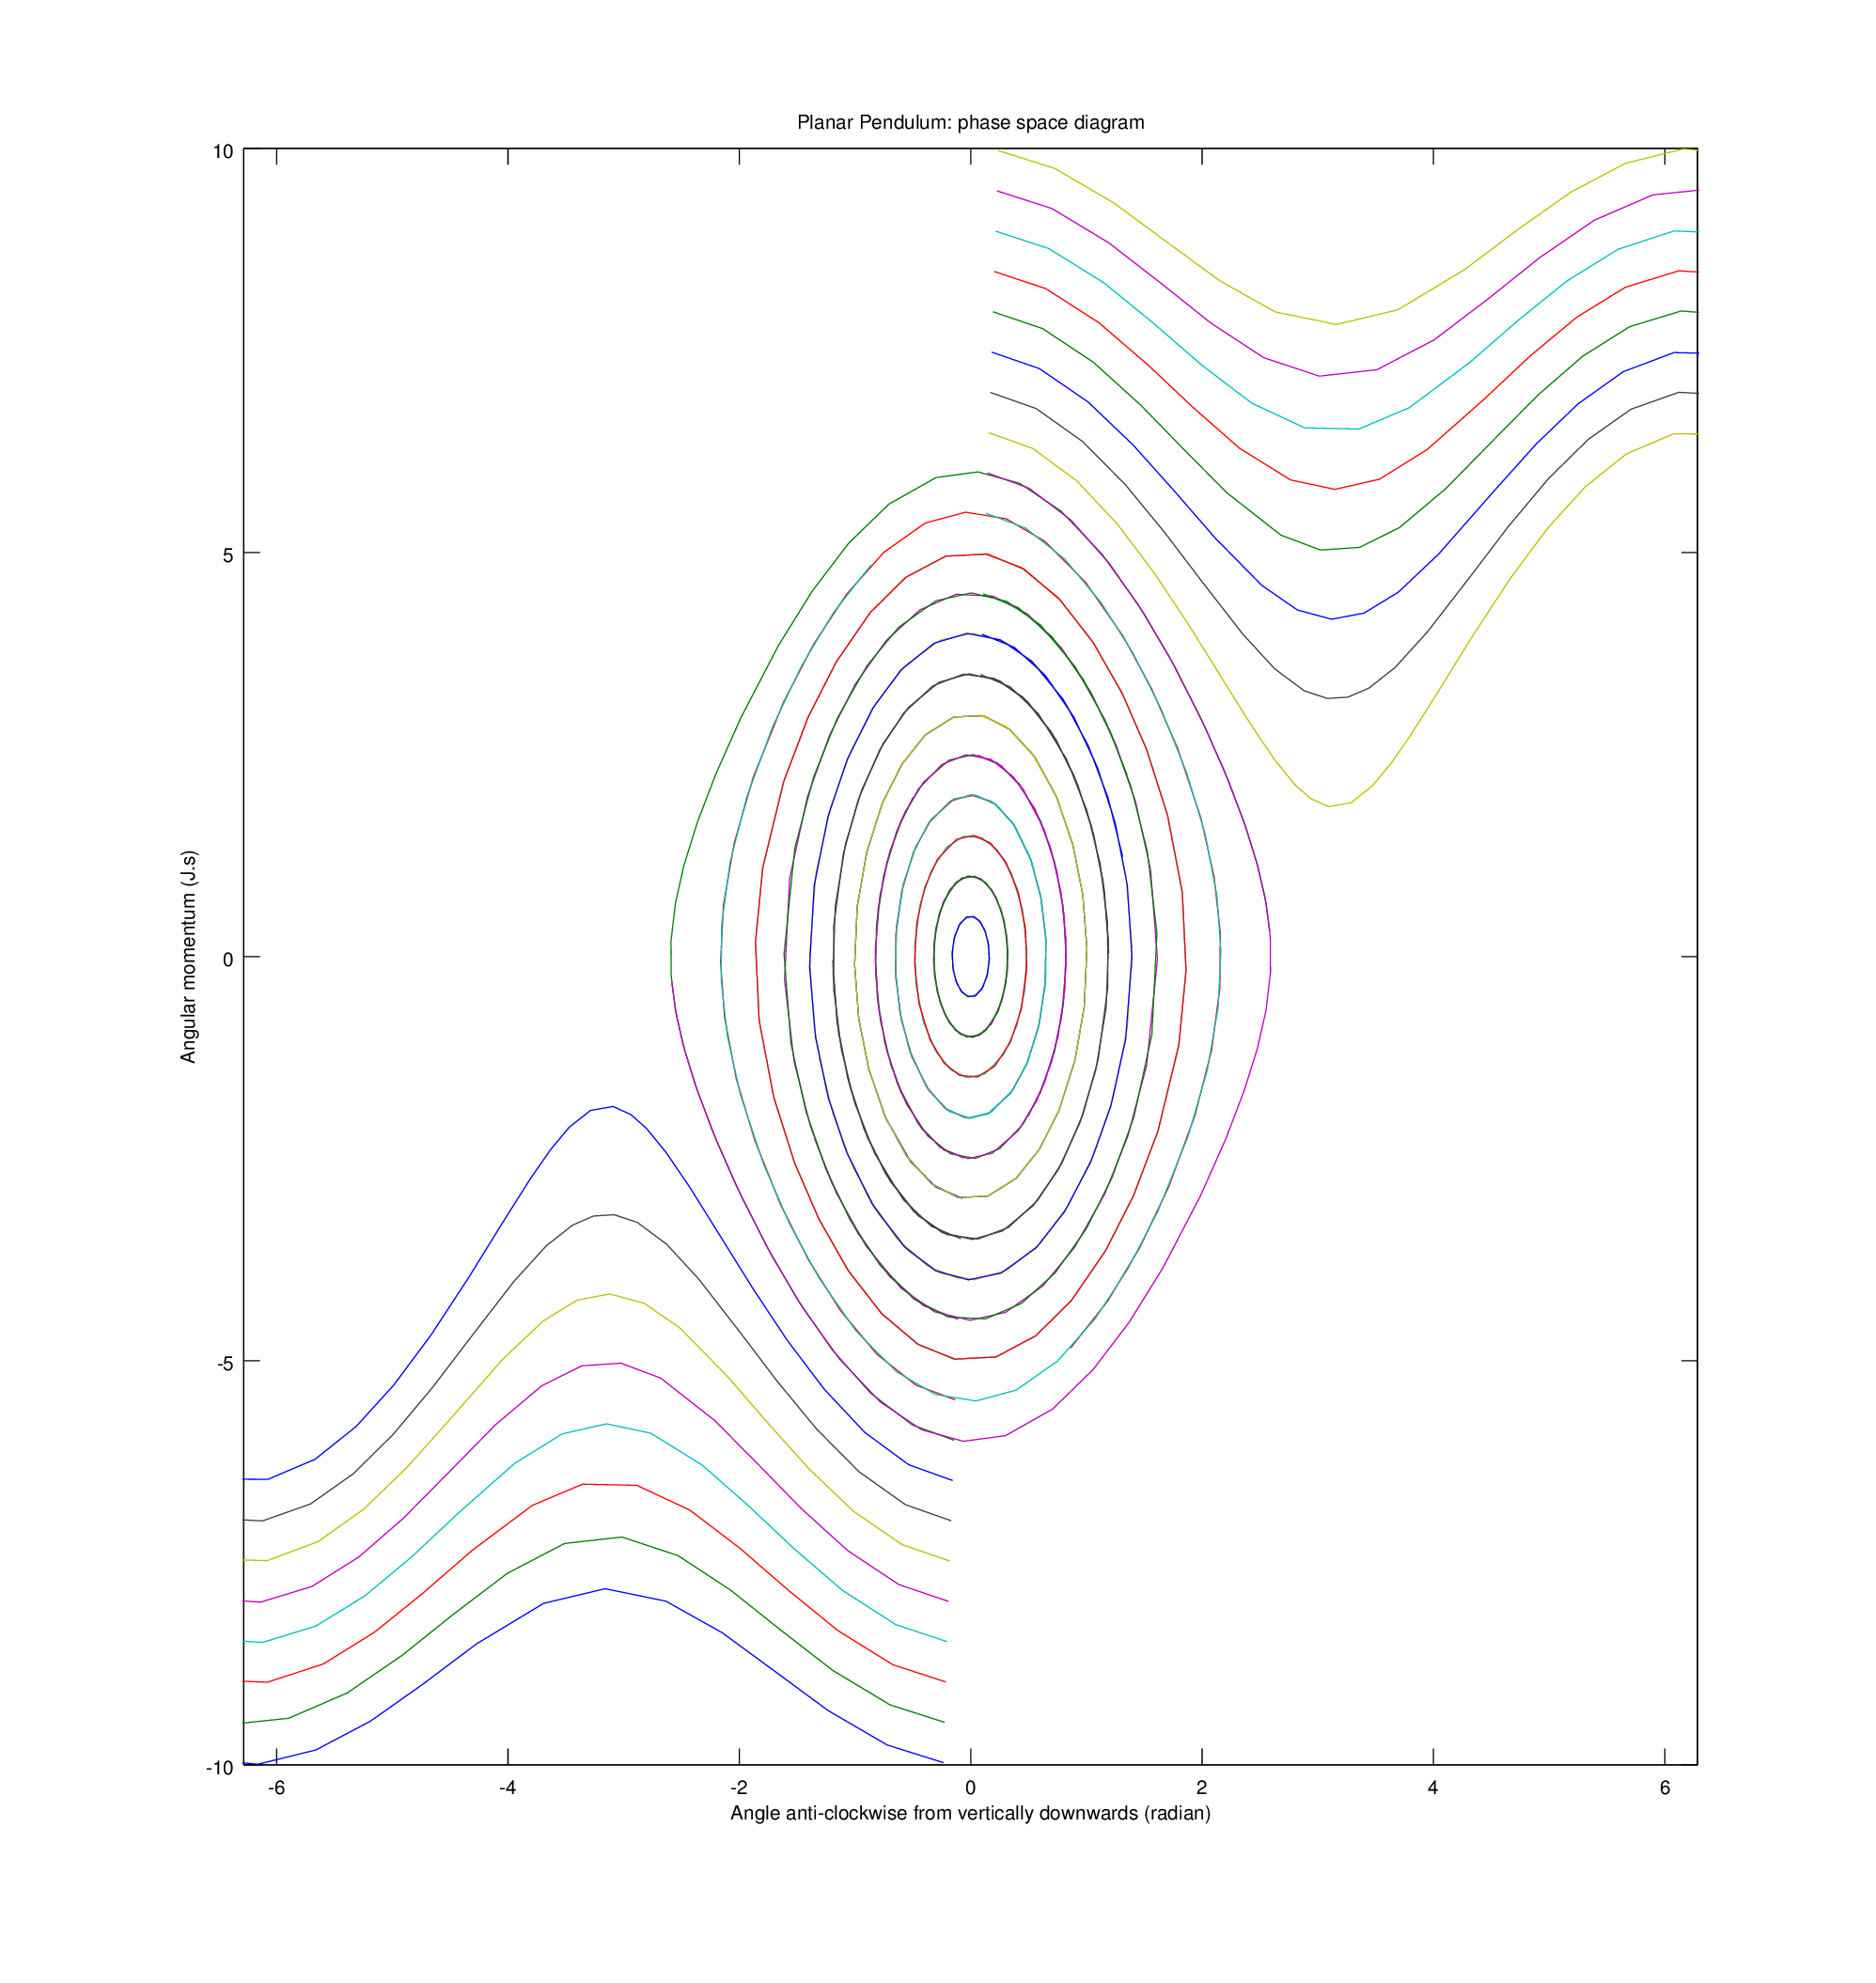 Planar Pendulum: phase space diagram
10
5
0
-5
-10
Angular momentum (J.s)
-6 -4 -2 0 2 4 6
Angle anti-clockwise from vertically downwards (radian)